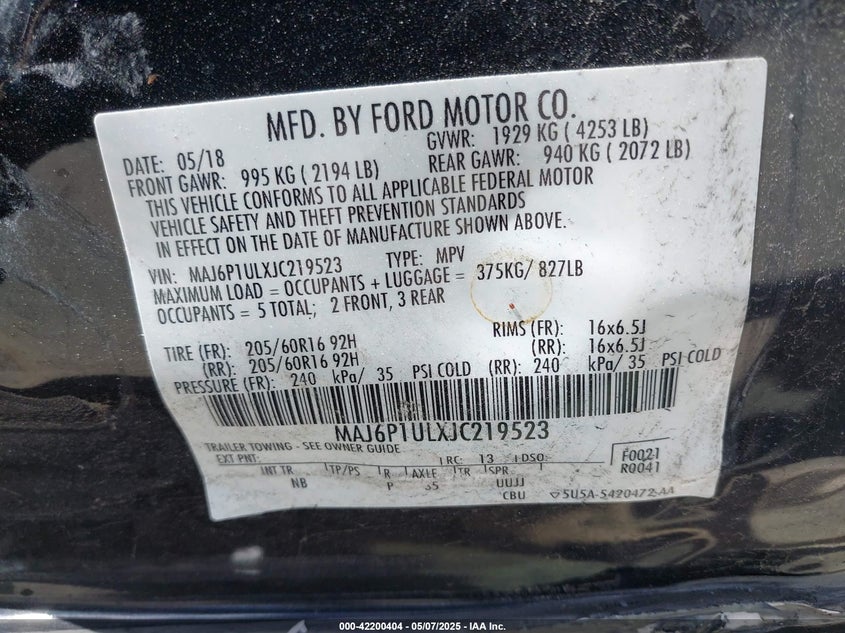 MFD. BY FORD MOTOR CO.
DATE: 05/18 GVWR: 1929 KG ( 4253 LB)
FRONT GAWR: 995 KG ( 2194 LB) REAR GAWR: 940 KG ( 2072 LB)
THIS VEHICLE CONFORMS TO ALL APPLICABLE FEDERAL MOTOR
VEHICLE SAFETY AND THEFT PREVENTION STANDARDS
IN EFFECT ON THE DATE OF MANUFACTURE SHOWN ABOVE.
VIN: MAJ6P1ULXJC219523 TYPE: MPV
MAXIMUM LOAD = OCCUPANTS + LUGGAGE = 375KG/ 827LB
OCCUPANTS = 5 TOTAL; 2 FRONT, 3 REAR
RIMS (FR): 16x6.5J
TIRE (FR): 205/60R16 92H (RR): 16x6.5J
(RR): 205/60R16 92H
PRESSURE (FR): 240 kPa/ 35 PSI COLD (RR): 240 kPa/ 35 PSI COLD
MAJ6P1ULXJC219523
TRAILER TOWING - SEE OWNER GUIDE
EXT PNT: RC: 13 DSO: F0021
R0041
INT TR TP/PS R AXLE TR SPR
NB P 35 UUJJ
CBU 5U5A-5420472-AA
000-42200404 - 05/07/2025 - IAA Inc.